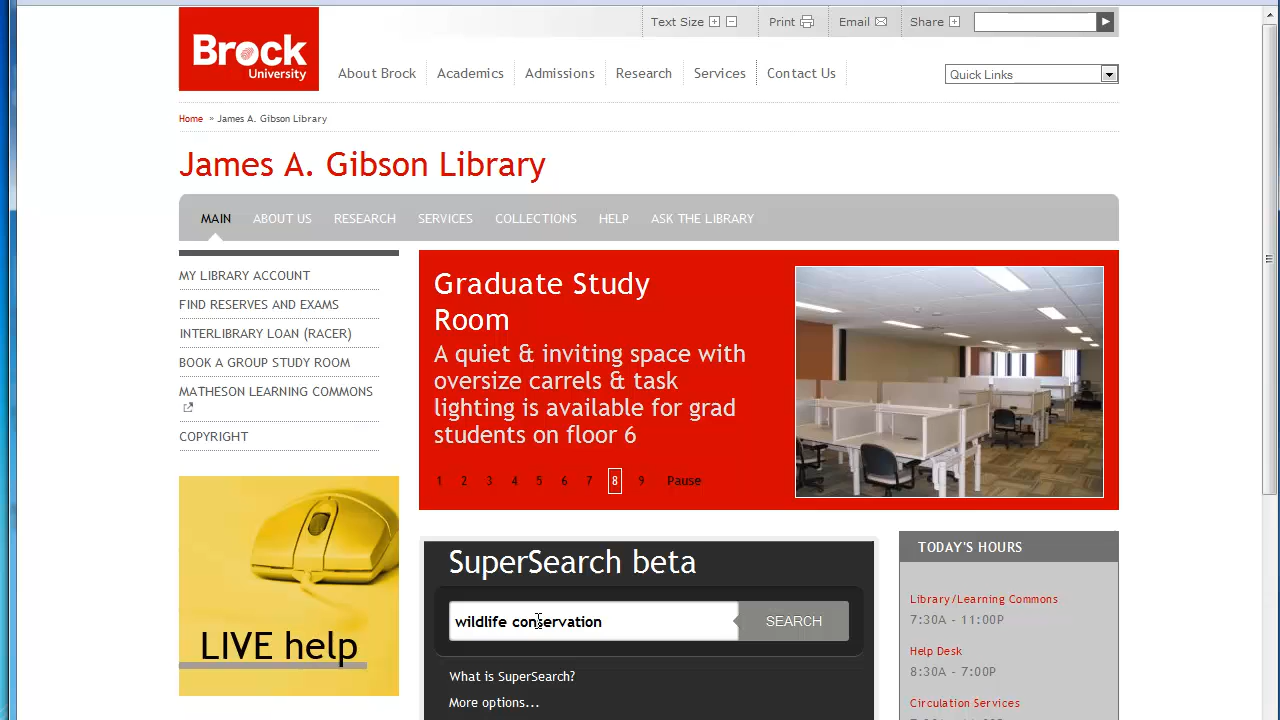 Text Size
Print
Email
Share
Brock
University
About Brock
Academics
Admissions
Research
Services
Contact Us
Quick Links
Home » James A. Gibson Library
James A. Gibson Library
MAIN
ABOUT US
RESEARCH
SERVICES
COLLECTIONS
HELP
ASK THE LIBRARY
MY LIBRARY ACCOUNT
FIND RESERVES AND EXAMS
INTERLIBRARY LOAN (RACER)
BOOK A GROUP STUDY ROOM
MATHESON LEARNING COMMONS
COPYRIGHT
LIVE help
Graduate Study
Room
A quiet & inviting space with
oversize carrels & task
lighting is available for grad
students on floor 6
1 2 3 4 5 6 7 8 9 Pause
SuperSearch beta
wildlife conservation
SEARCH
What is SuperSearch?
More options...
TODAY'S HOURS
Library/Learning Commons
7:30A - 11:00P
Help Desk
8:30A - 7:00P
Circulation Services